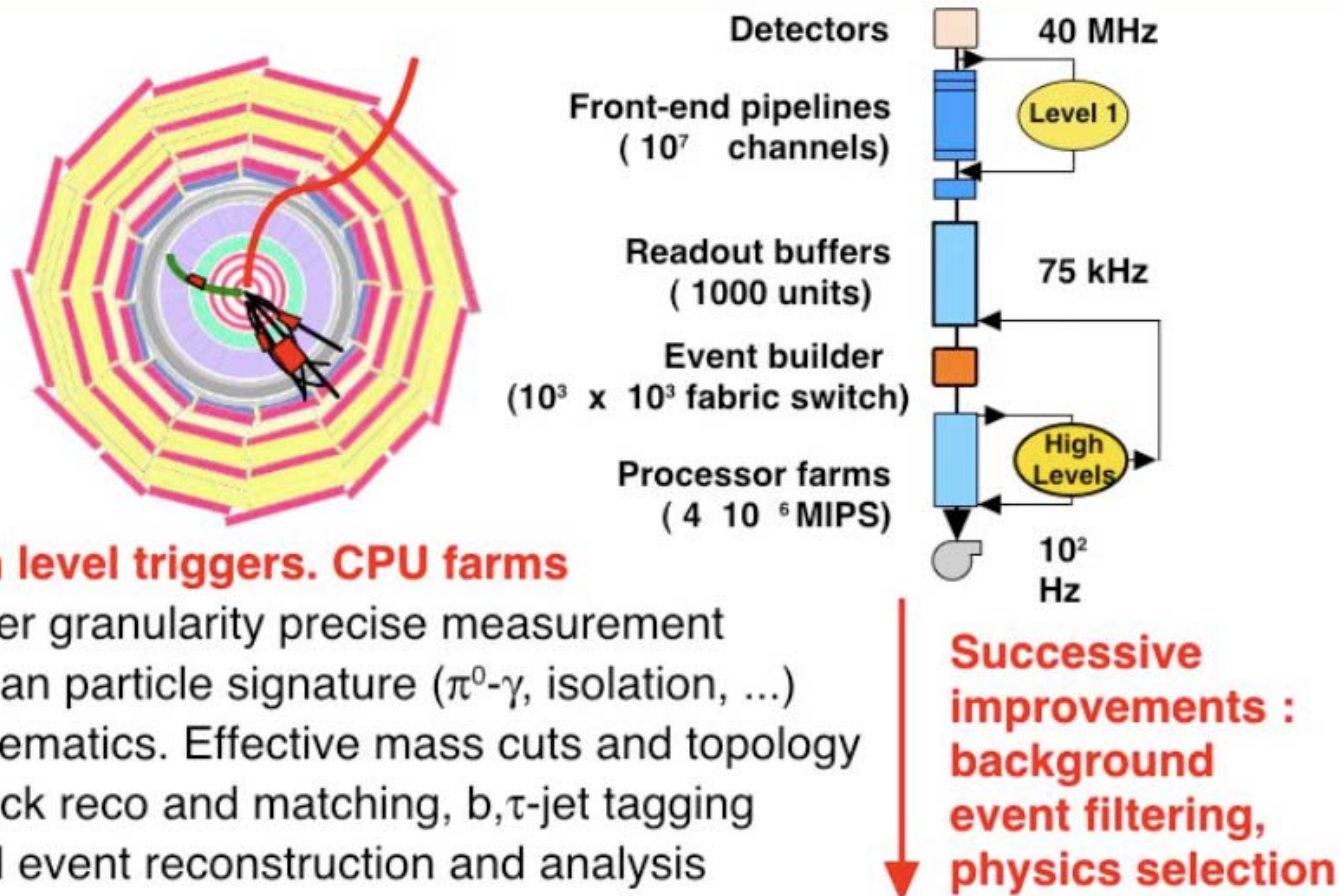 Detectors
40 MHz
Front-end pipelines
( 10⁷ channels)
Level 1
Readout buffers
( 1000 units)
75 kHz
Event builder
(10³ x 10³ fabric switch)
High
Levels
Processor farms
( 4 10 ⁶ MIPS)
10²
Hz
level triggers. CPU farms
er granularity precise measurement
an particle signature (π⁰-γ, isolation, ...)
ematics. Effective mass cuts and topology
ck reco and matching, b,τ-jet tagging
event reconstruction and analysis
Successive
improvements :
background
event filtering,
physics selection